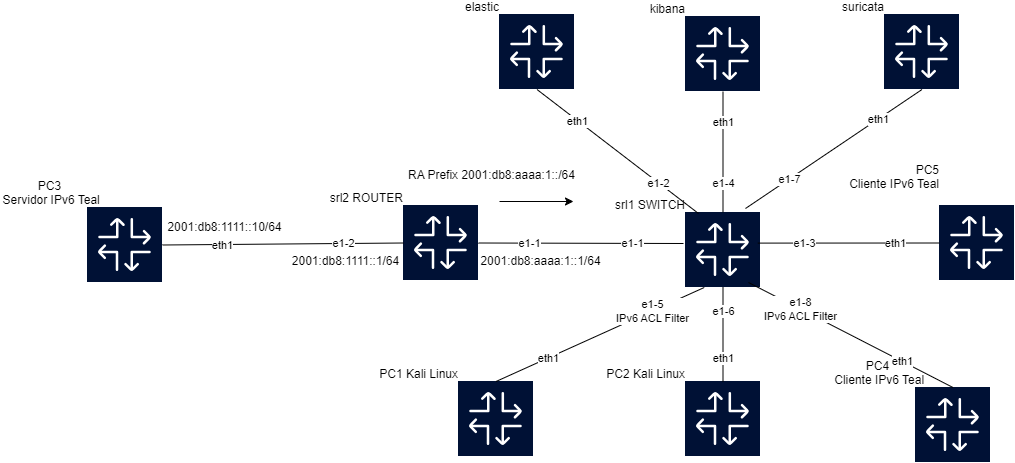 elastic
kibana
suricata
eth1
eth1
eth1
RA Prefix 2001:db8:aaaa:1::/64
e1-2
e1-4
e1-7
PC5
Cliente IPv6 Teal
PC3
Servidor IPv6 Teal
srl2 ROUTER
srl1 SWITCH
2001:db8:1111::10/64
eth1
e1-2
e1-1
e1-1
e1-3
eth1
2001:db8:1111::1/64
2001:db8:aaaa:1::1/64
e1-5
IPv6 ACL Filter
e1-6
e1-8
IPv6 ACL Filter
eth1
eth1
eth1
PC1 Kali Linux
PC2 Kali Linux
PC4
Cliente IPv6 Teal